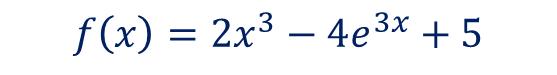 f(x) = 2x³ − 4e³ˣ + 5